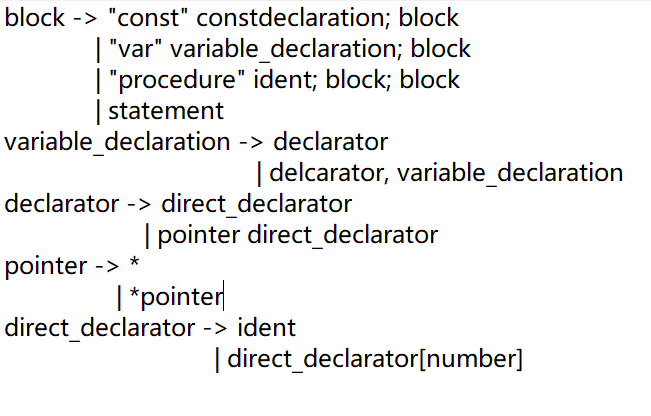 block -> "const" constdeclaration; block
| "var" variable_declaration; block
| "procedure" ident; block; block
| statement
variable_declaration -> declarator
| delcarator, variable_declaration
declarator -> direct_declarator
| pointer direct_declarator
pointer -> *
| *pointer
direct_declarator -> ident
| direct_declarator[number]